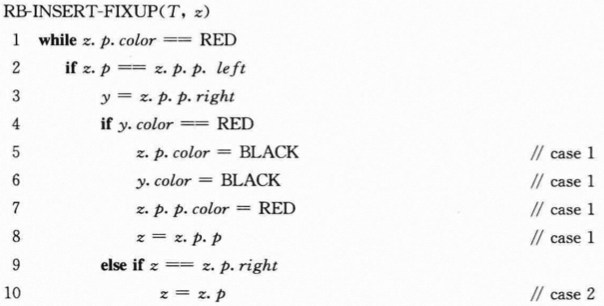 RB-INSERT-FIXUP(T, z)
1 while z. p. color == RED
2 if z. p == z. p. p. left
3 y = z. p. p. right
4 if y. color == RED
5 z. p. color = BLACK // case 1
6 y. color = BLACK // case 1
7 z. p. p. color = RED // case 1
8 z = z. p. p // case 1
9 else if z == z. p. right
10 z = z. p // case 2